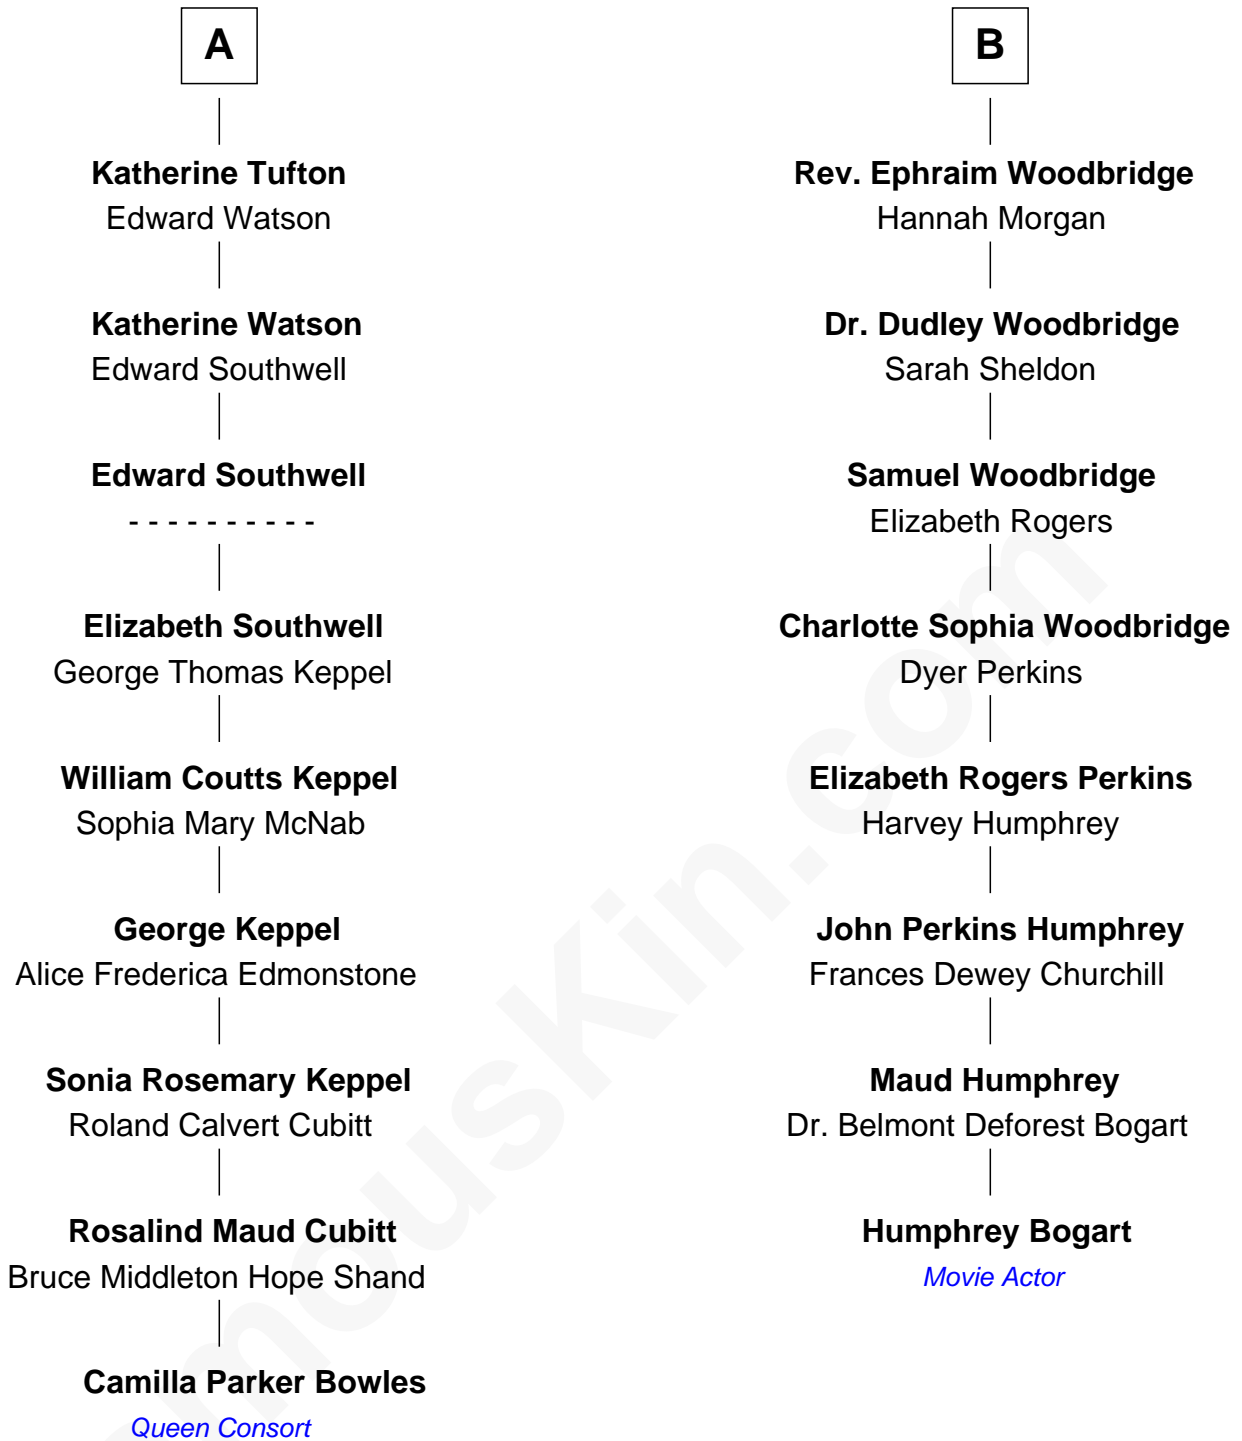 A
Katherine Tufton
Edward Watson
Katherine Watson
Edward Southwell
Edward Southwell
- - - - - - - - - -
Elizabeth Southwell
George Thomas Keppel
William Coutts Keppel
Sophia Mary McNab
George Keppel
Alice Frederica Edmonstone
Sonia Rosemary Keppel
Roland Calvert Cubitt
Rosalind Maud Cubitt
Bruce Middleton Hope Shand
Camilla Parker Bowles
Queen Consort
B
Rev. Ephraim Woodbridge
Hannah Morgan
Dr. Dudley Woodbridge
Sarah Sheldon
Samuel Woodbridge
Elizabeth Rogers
Charlotte Sophia Woodbridge
Dyer Perkins
Elizabeth Rogers Perkins
Harvey Humphrey
John Perkins Humphrey
Frances Dewey Churchill
Maud Humphrey
Dr. Belmont Deforest Bogart
Humphrey Bogart
Movie Actor
mousKin.com